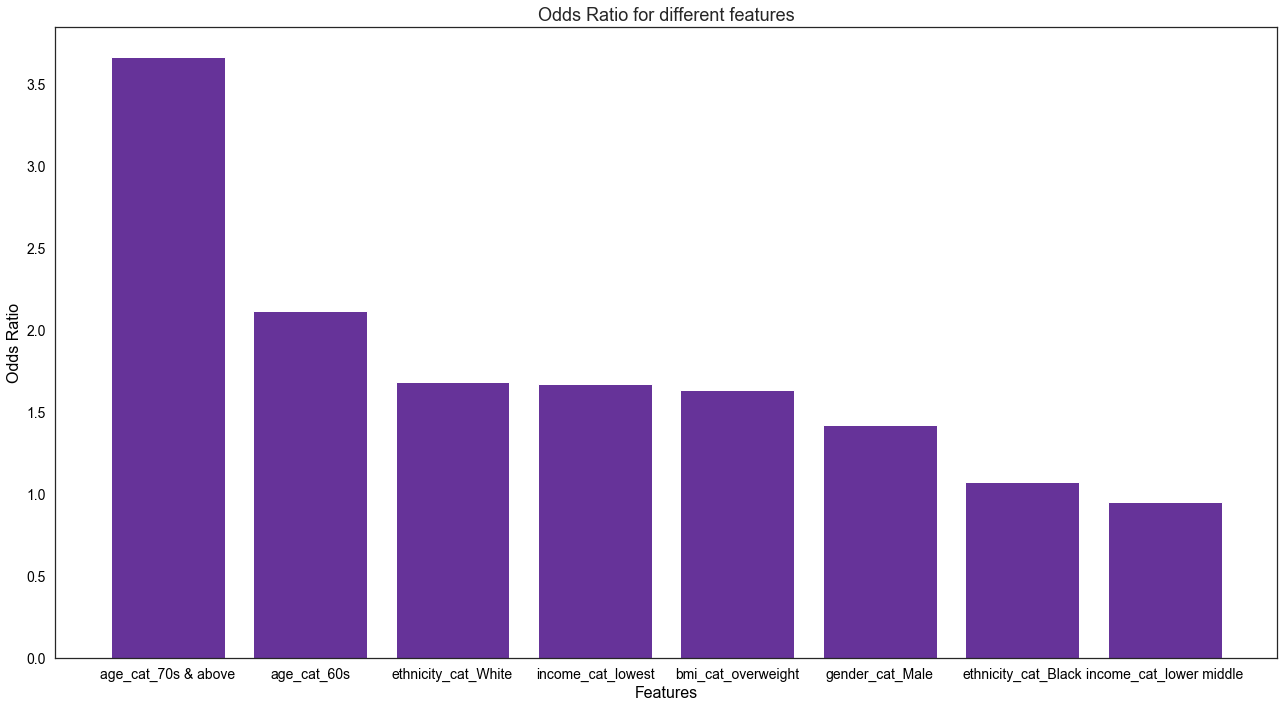 Odds Ratio for different features
Odds Ratio
3.5
3.0
2.5
2.0
1.5
1.0
0.5
0.0
age_cat_70s & above age_cat_60s ethnicity_cat_White income_cat_lowest bmi_cat_overweight gender_cat_Male ethnicity_cat_Black income_cat_lower middle
Features